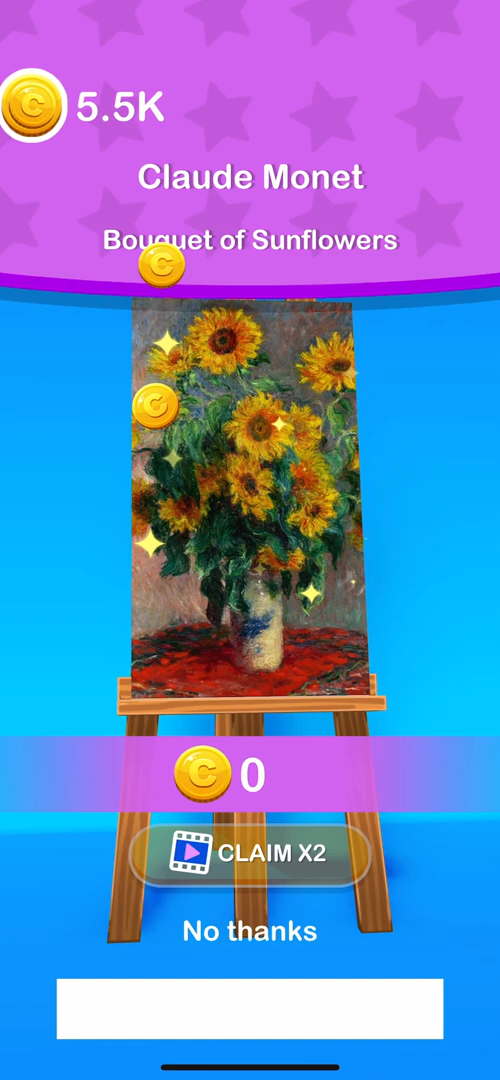 5.5K
Claude Monet
Bouquet of Sunflowers
0
CLAIM X2
No thanks